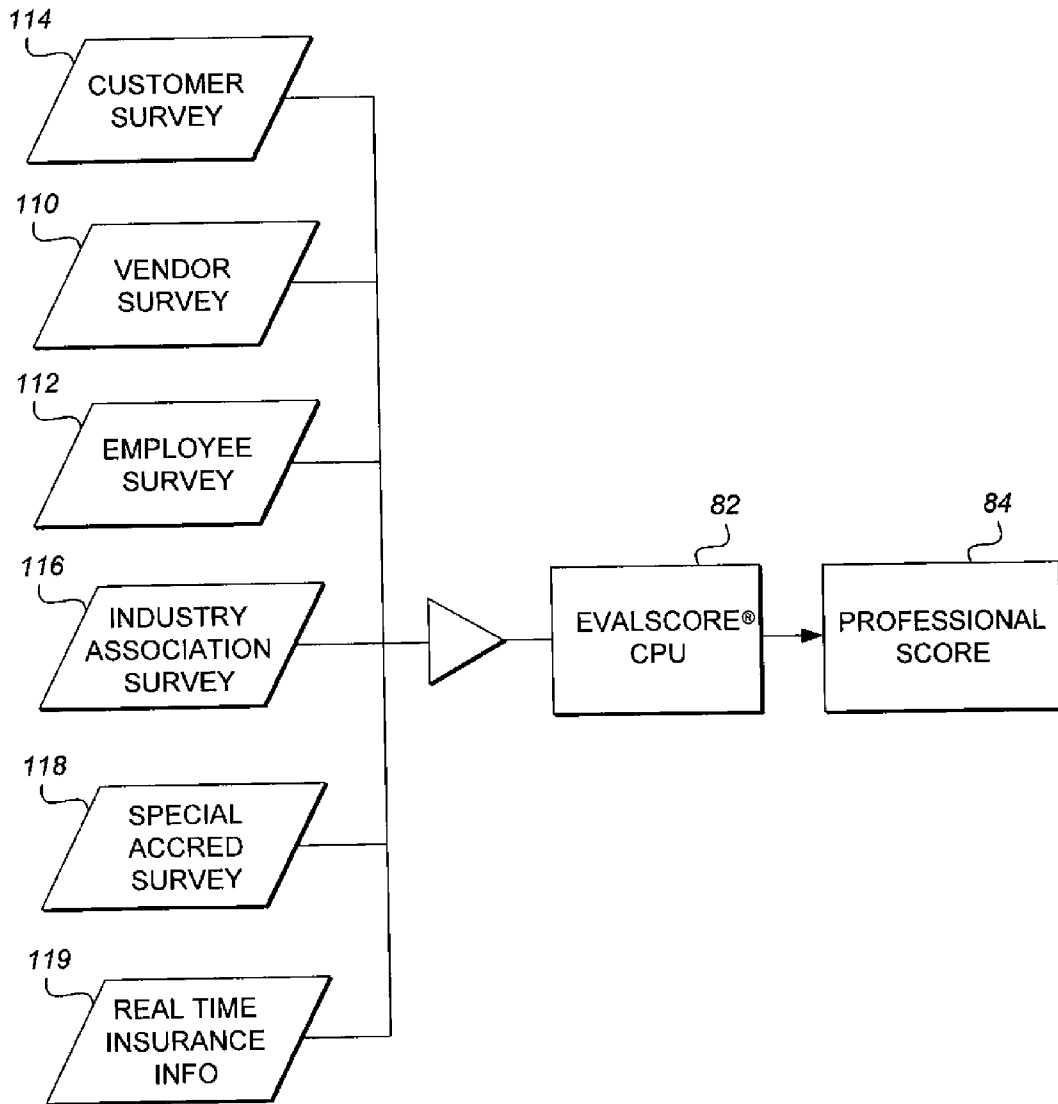 114
CUSTOMER
SURVEY
110
VENDOR
SURVEY
112
EMPLOYEE
SURVEY
116
INDUSTRY
ASSOCIATION
SURVEY
118
SPECIAL
ACCRED
SURVEY
119
REAL TIME
INSURANCE
INFO
82
EVALSCORE®
CPU
84
PROFESSIONAL
SCORE